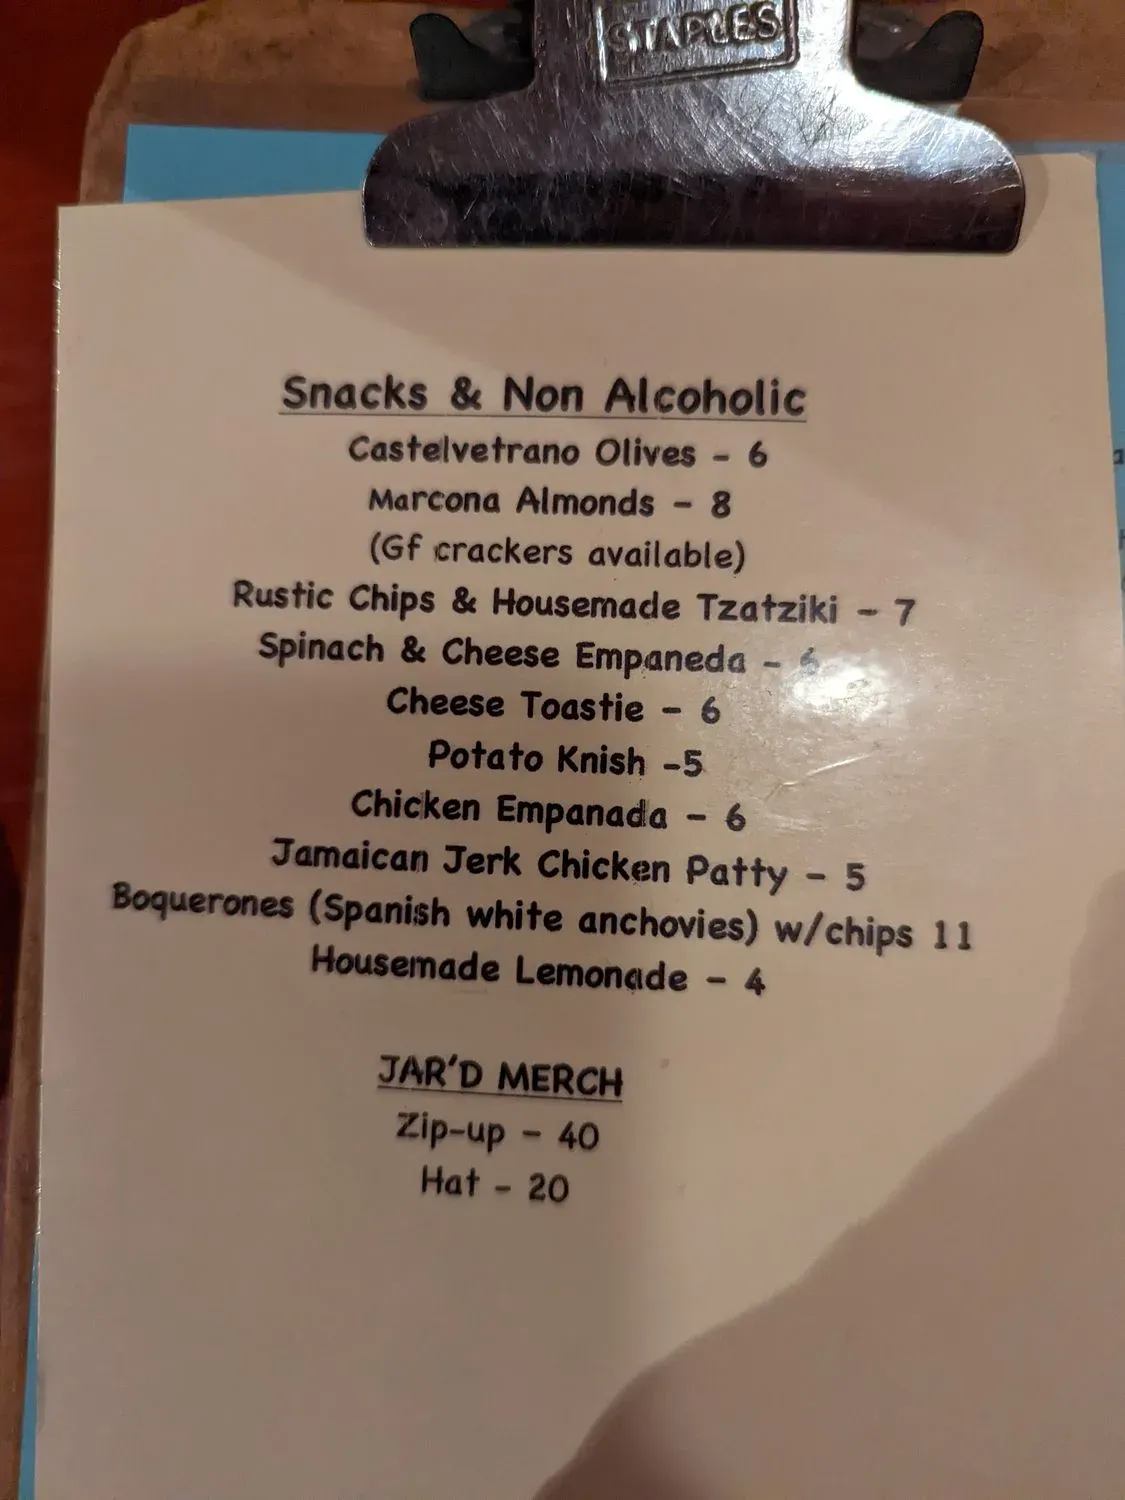 STAPLES
Snacks & Non Alcoholic
Castelvetrano Olives - 6
Marcona Almonds - 8
(Gf crackers available)
Rustic Chips & Housemade Tzatziki - 7
Spinach & Cheese Empaneda - 6
Cheese Toastie - 6
Potato Knish -5
Chicken Empanada - 6
Jamaican Jerk Chicken Patty - 5
Boquerones (Spanish white anchovies) w/chips 11
Housemade Lemonade - 4
JAR'D MERCH
Zip-up - 40
Hat - 20